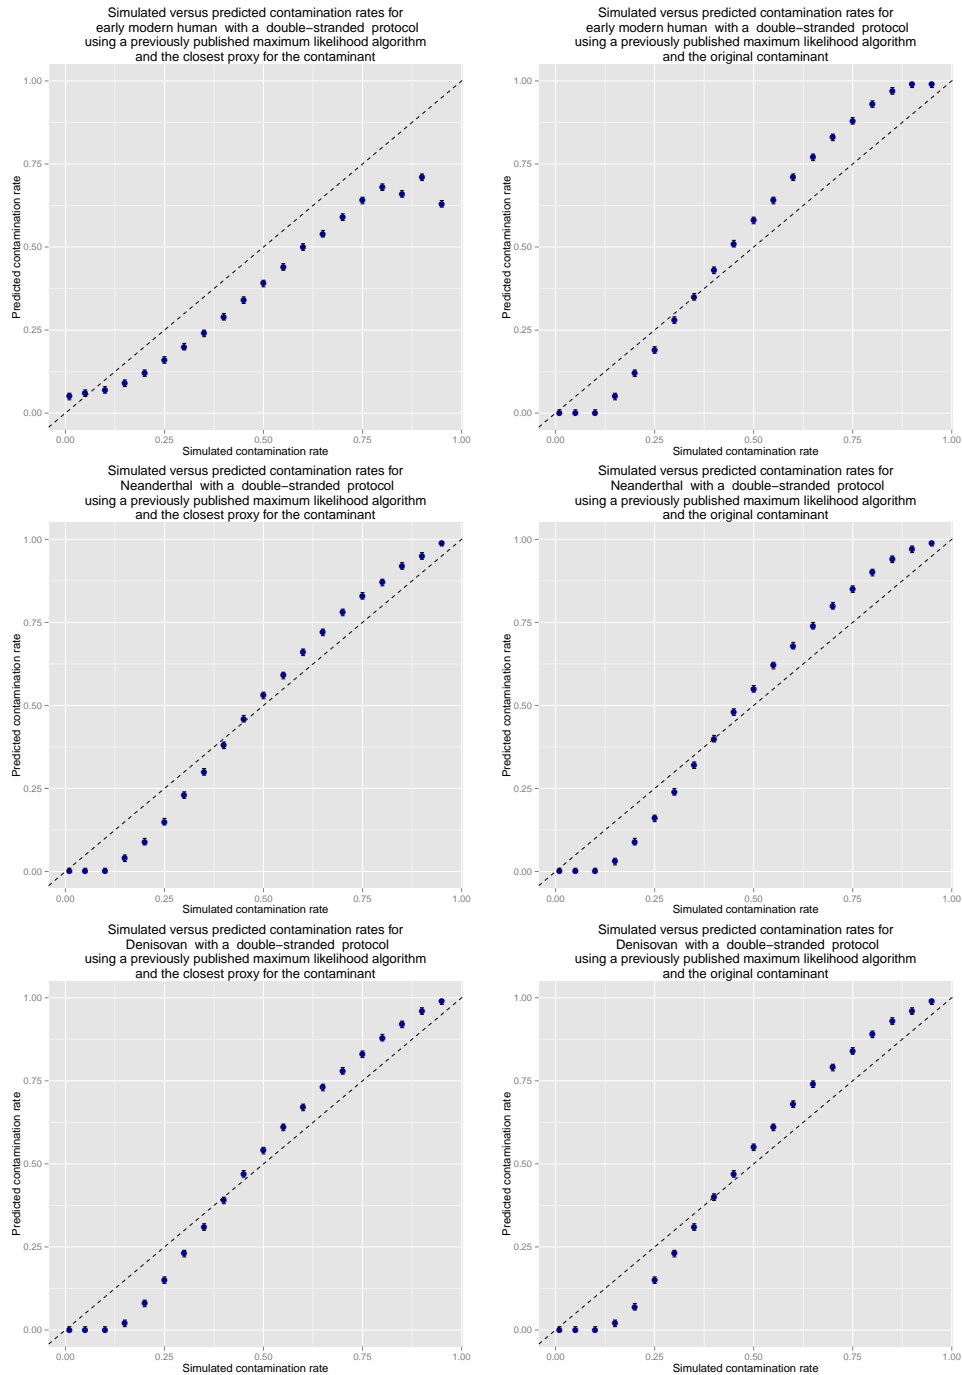 Simulated versus predicted contamination rates for
early modern human with a double−stranded protocol
using a previously published maximum likelihood algorithm
and the closest proxy for the contaminant
1.00
0.75
0.50
0.25
0.00
Predicted contamination rate
0.00 0.25 0.50 0.75 1.00
Simulated contamination rate
Simulated versus predicted contamination rates for
early modern human with a double−stranded protocol
using a previously published maximum likelihood algorithm
and the original contaminant
1.00
0.75
0.50
0.25
0.00
Predicted contamination rate
0.00 0.25 0.50 0.75 1.00
Simulated contamination rate
Simulated versus predicted contamination rates for
Neanderthal with a double−stranded protocol
using a previously published maximum likelihood algorithm
and the closest proxy for the contaminant
1.00
0.75
0.50
0.25
0.00
Predicted contamination rate
0.00 0.25 0.50 0.75 1.00
Simulated contamination rate
Simulated versus predicted contamination rates for
Neanderthal with a double−stranded protocol
using a previously published maximum likelihood algorithm
and the original contaminant
1.00
0.75
0.50
0.25
0.00
Predicted contamination rate
0.00 0.25 0.50 0.75 1.00
Simulated contamination rate
Simulated versus predicted contamination rates for
Denisovan with a double−stranded protocol
using a previously published maximum likelihood algorithm
and the closest proxy for the contaminant
1.00
0.75
0.50
0.25
0.00
Predicted contamination rate
0.00 0.25 0.50 0.75 1.00
Simulated contamination rate
Simulated versus predicted contamination rates for
Denisovan with a double−stranded protocol
using a previously published maximum likelihood algorithm
and the original contaminant
1.00
0.75
0.50
0.25
0.00
Predicted contamination rate
0.00 0.25 0.50 0.75 1.00
Simulated contamination rate